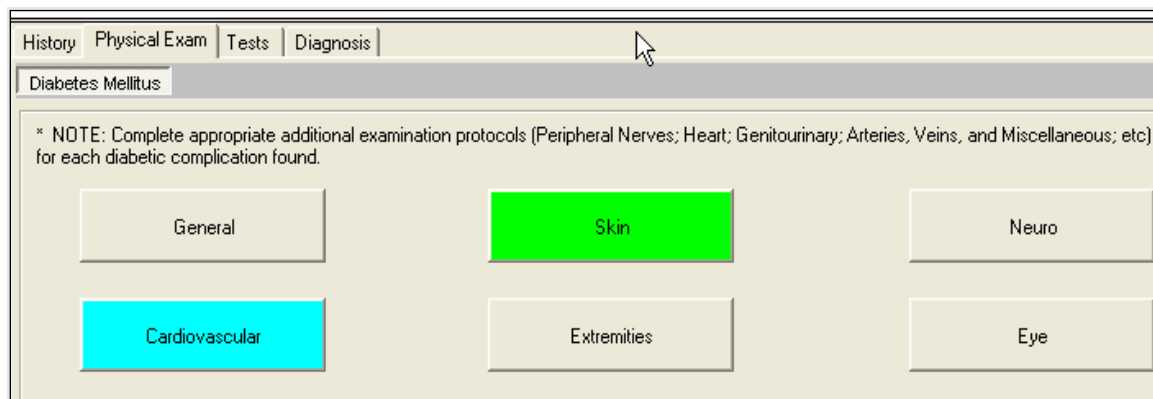 History Physical Exam Tests Diagnosis
Diabetes Mellitus
* NOTE: Complete appropriate additional examination protocols (Peripheral Nerves; Heart; Genitourinary; Arteries, Veins, and Miscellaneous; etc)
for each diabetic complication found.
General Skin Neuro
Cardiovascular Extremities Eye